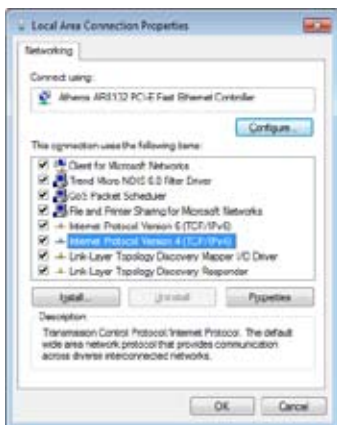 Local Area Connection Properties
Networking
Connect using:
Atheros AR8132 PCI-E Fast Ethernet Controller
Configure...
This connection uses the following items:
Client for Microsoft Networks
Trend Micro NDIS 6.0 Filter Driver
QoS Packet Scheduler
File and Printer Sharing for Microsoft Networks
Internet Protocol Version 6 (TCP/IPv6)
Internet Protocol Version 4 (TCP/IPv4)
Link-Layer Topology Discovery Mapper I/O Driver
Link-Layer Topology Discovery Responder
Install...
Uninstall
Properties
Description
Transmission Control Protocol/Internet Protocol. The default
wide area network protocol that provides communication
across diverse interconnected networks.
OK
Cancel